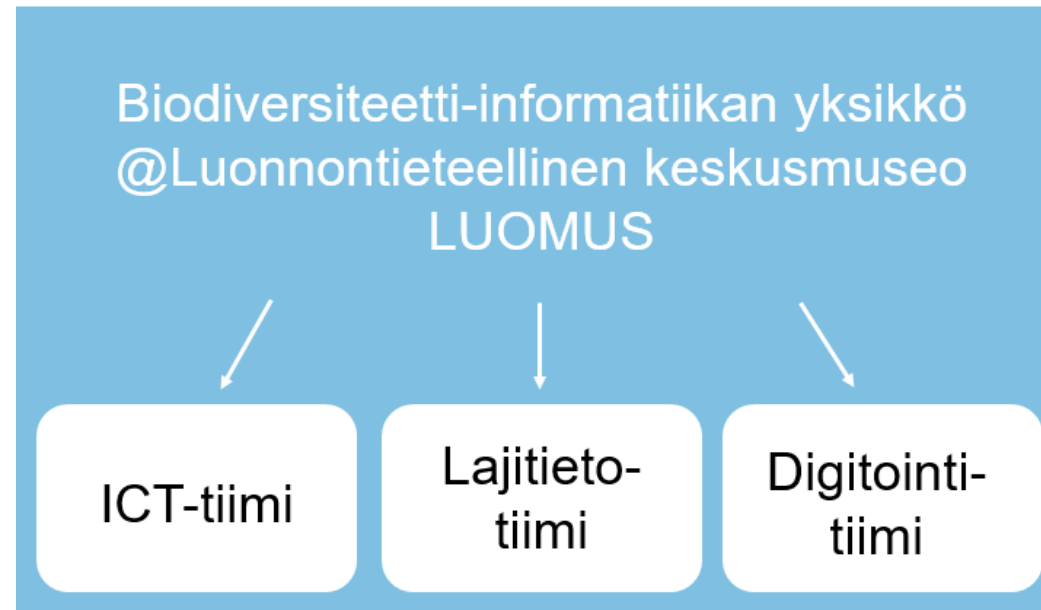 Biodiversiteetti-informatiikan yksikkö
@Luonnontieteellinen keskusmuseo
LUOMUS
ICT-tiimi
Lajitieto-
tiimi
Digitointi-
tiimi